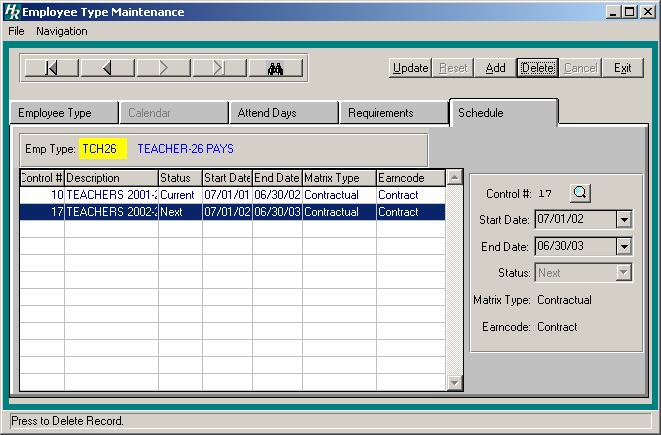 HR Employee Type Maintenance
File Navigation
Update Reset Add Delete Cancel Exit
Employee Type Calendar Attend Days Requirements Schedule
Emp Type: TCH26 TEACHER-26 PAYS
Control # Description Status Start Date End Date Matrix Type Earncode
10 TEACHERS 2001-2 Current 07/01/01 06/30/02 Contractual Contract
17 TEACHERS 2002-2 Next 07/01/02 06/30/03 Contractual Contract
Control #: 17
Start Date: 07/01/02
End Date: 06/30/03
Status: Next
Matrix Type: Contractual
Earncode: Contract
Press to Delete Record.